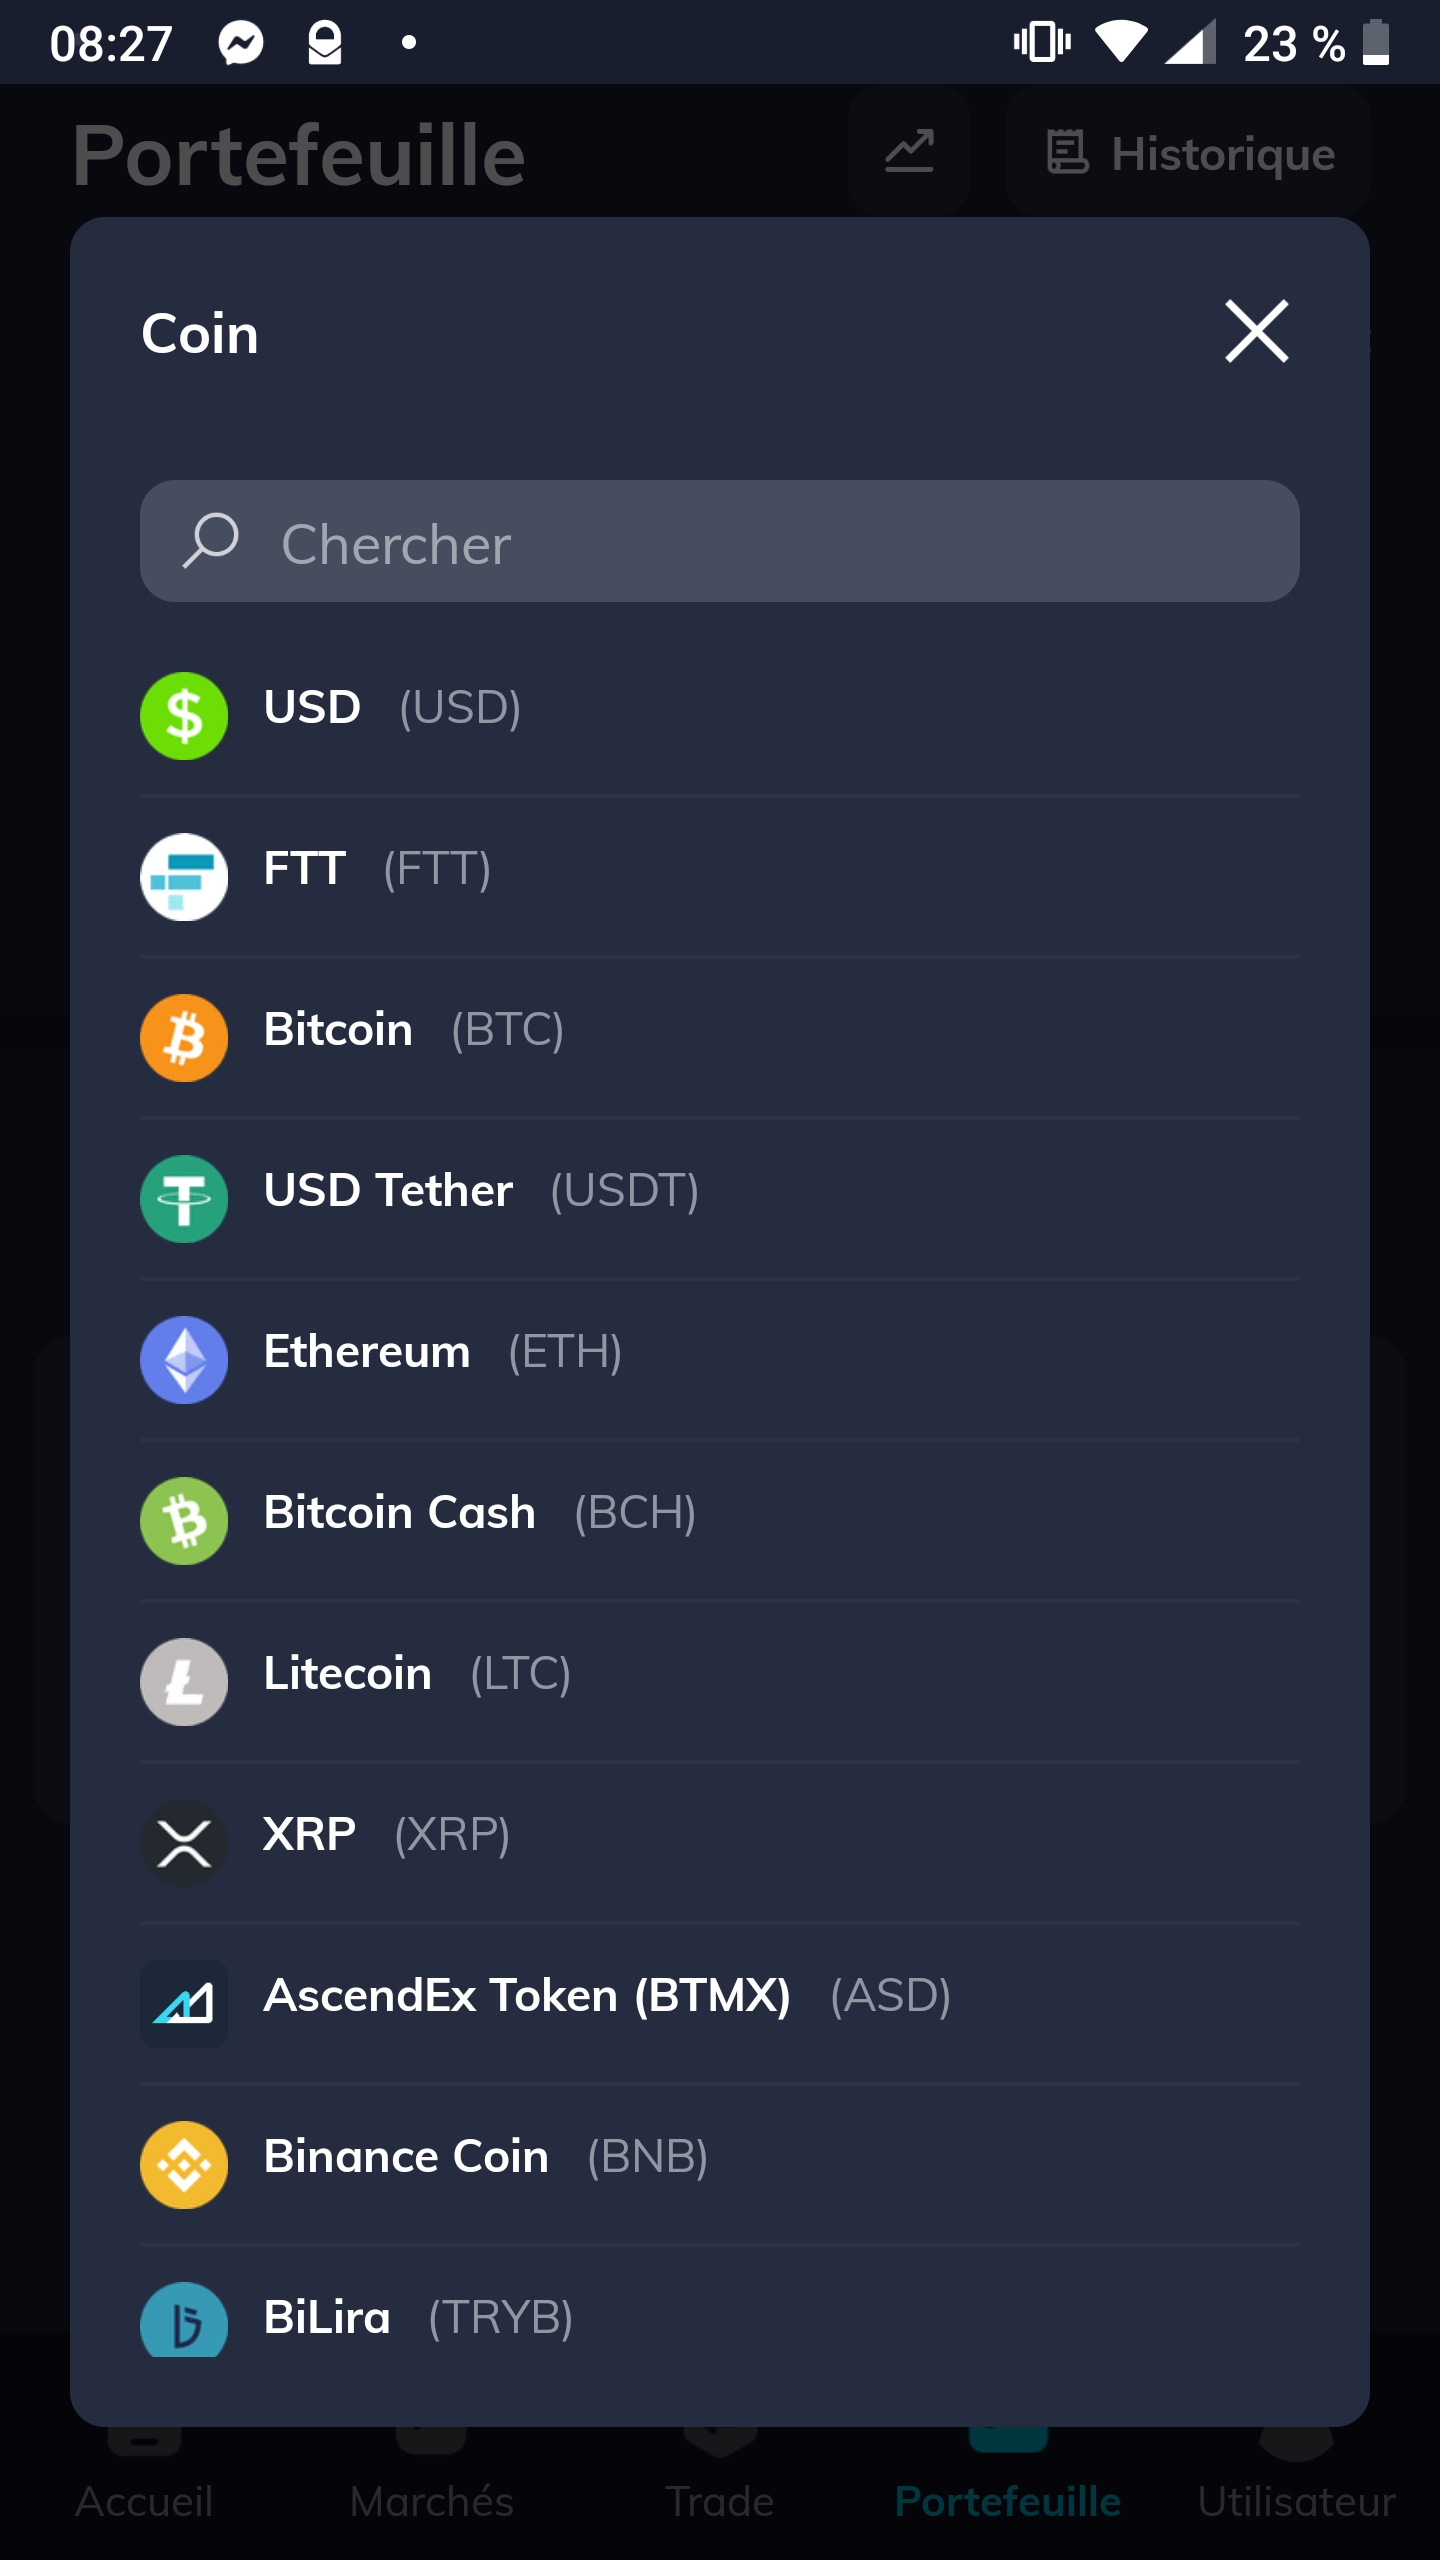 08:27 23 %
Portefeuille Historique
Coin
Chercher
USD (USD)
FTT (FTT)
Bitcoin (BTC)
USD Tether (USDT)
Ethereum (ETH)
Bitcoin Cash (BCH)
Litecoin (LTC)
XRP (XRP)
AscendEx Token (BTMX) (ASD)
Binance Coin (BNB)
BiLira (TRYB)
Accueil Marchés Trade Portefeuille Utilisateur